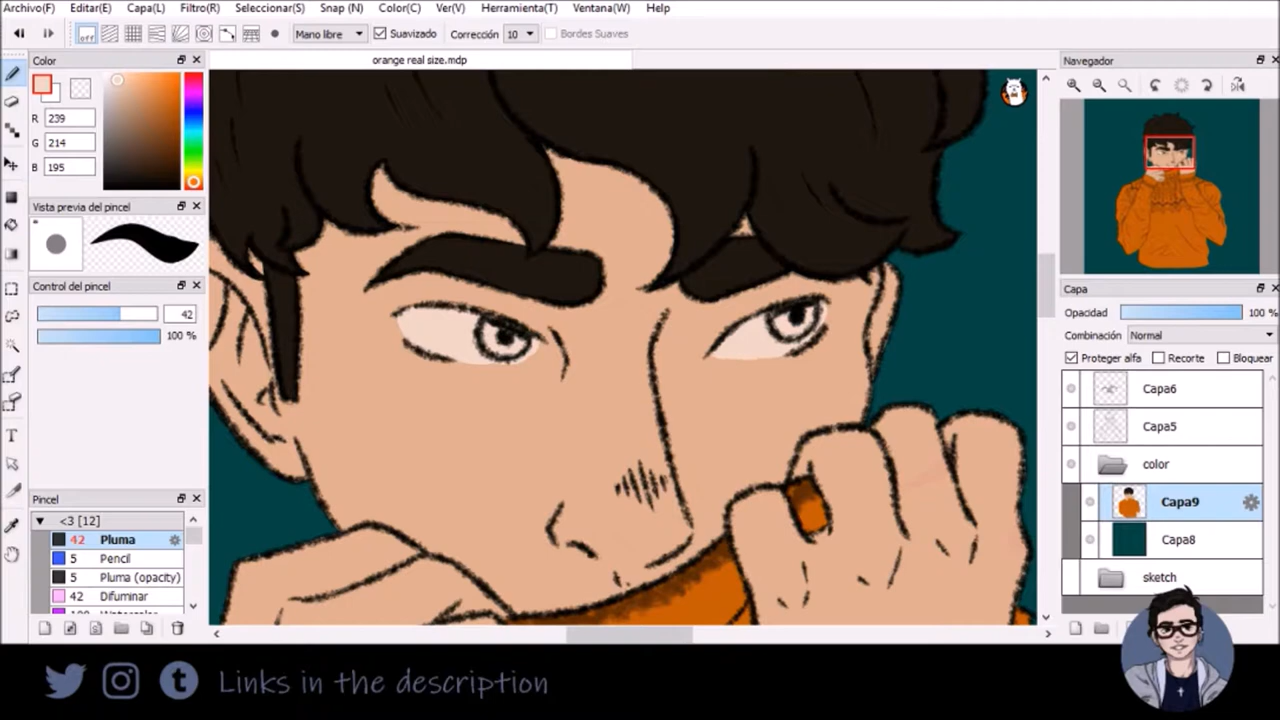 Archivo(F) Editar(E) Capa(L) Filtro(R) Seleccionar(S) Snap (N) Color(C) Ver(V) Herramienta(T) Ventana(W) Help
off Mano libre Suavizado Corrección 10 Bordes Suaves
Color
orange real size.mdp
Navegador
R 239
G 214
B 195
Vista previa del pincel
Control del pincel
42
100 %
Capa
Opacidad 100 %
Combinación Normal
Proteger alfa Recorte Bloquear
Capa6
Capa5
color
Capa9
Capa8
sketch
Pincel
<3 [12]
42 Pluma
5 Pencil
5 Pluma (opacity)
42 Difuminar
Links in the description